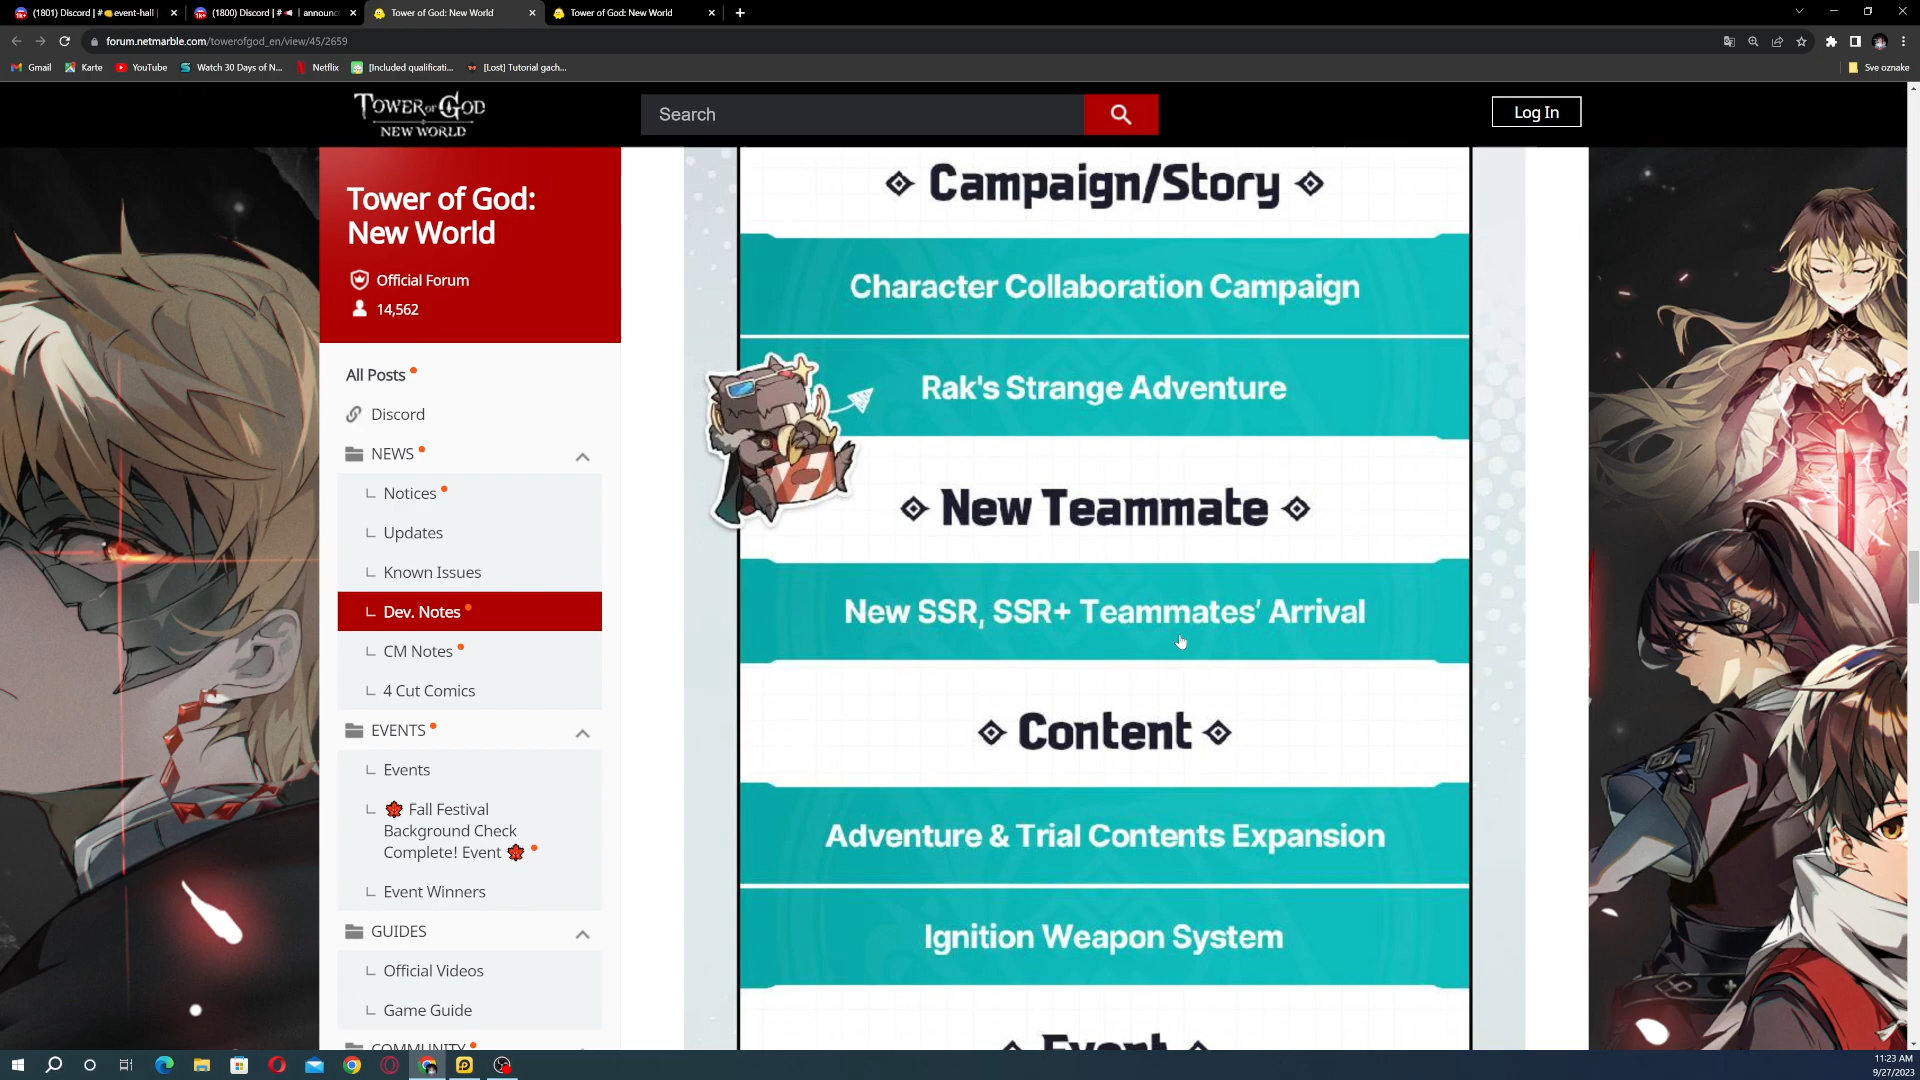 (1801) Discord | #👊event-hall |
(1800) Discord | #📢 | announc
Tower of God: New World
Tower of God: New World
forum.netmarble.com/towerofgod_en/view/45/2659
Gmail
Karte
YouTube
Watch 30 Days of N...
Netflix
[Included qualificati...
[Lost] Tutorial gach...
Sve oznake
TOWER OF GOD
NEW WORLD
Search
Log In
Tower of God:
New World
Official Forum
14,562
All Posts
Discord
NEWS
Notices
Updates
Known Issues
Dev. Notes
CM Notes
4 Cut Comics
EVENTS
Events
🍁 Fall Festival
Background Check
Complete! Event 🍁
Event Winners
GUIDES
Official Videos
Game Guide
COMMUNITY
Campaign/Story
Character Collaboration Campaign
Rak's Strange Adventure
New Teammate
New SSR, SSR+ Teammates' Arrival
Content
Adventure & Trial Contents Expansion
Ignition Weapon System
Event
11:23 AM
9/27/2023